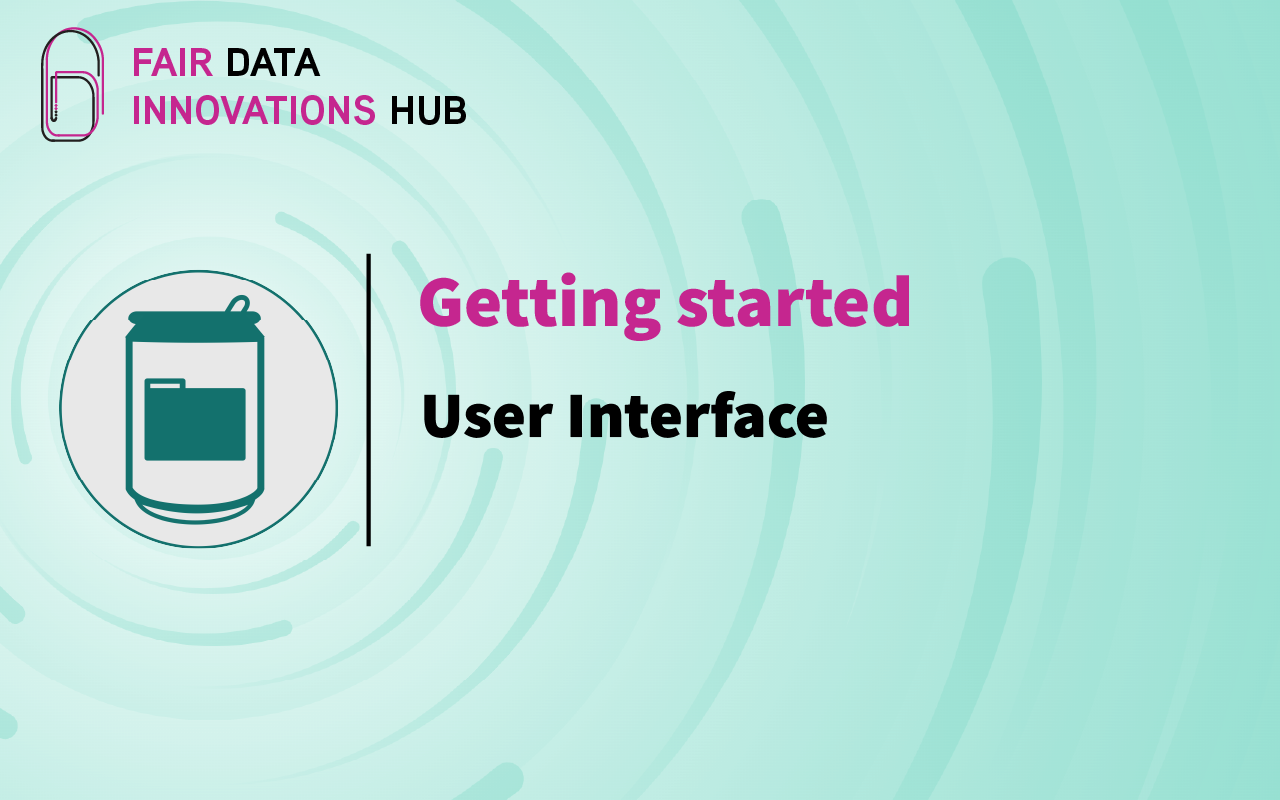 FAIR DATA
INNOVATIONS HUB
Getting started
User Interface